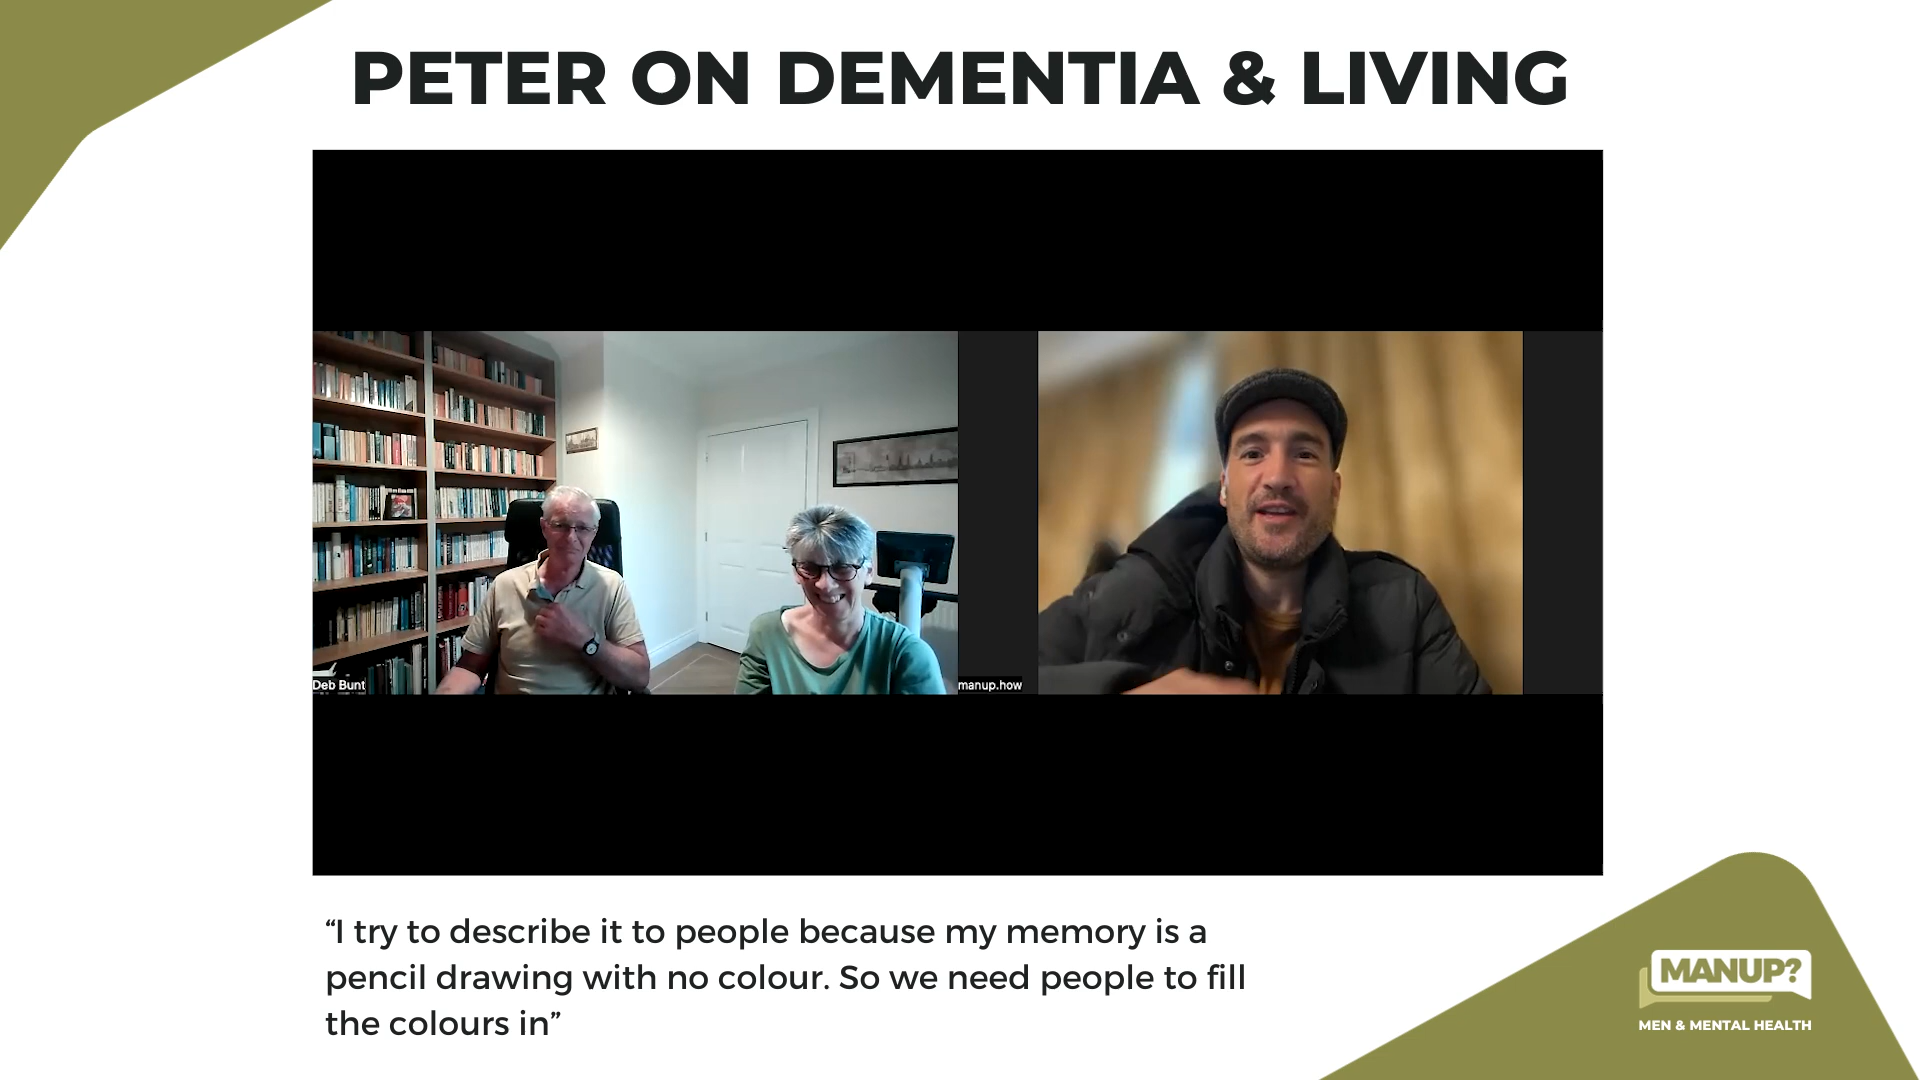 PETER ON DEMENTIA & LIVING
Deb Bunt
manup.how
“I try to describe it to people because my memory is a
pencil drawing with no colour. So we need people to fill
the colours in”
MANUP?
MEN & MENTAL HEALTH